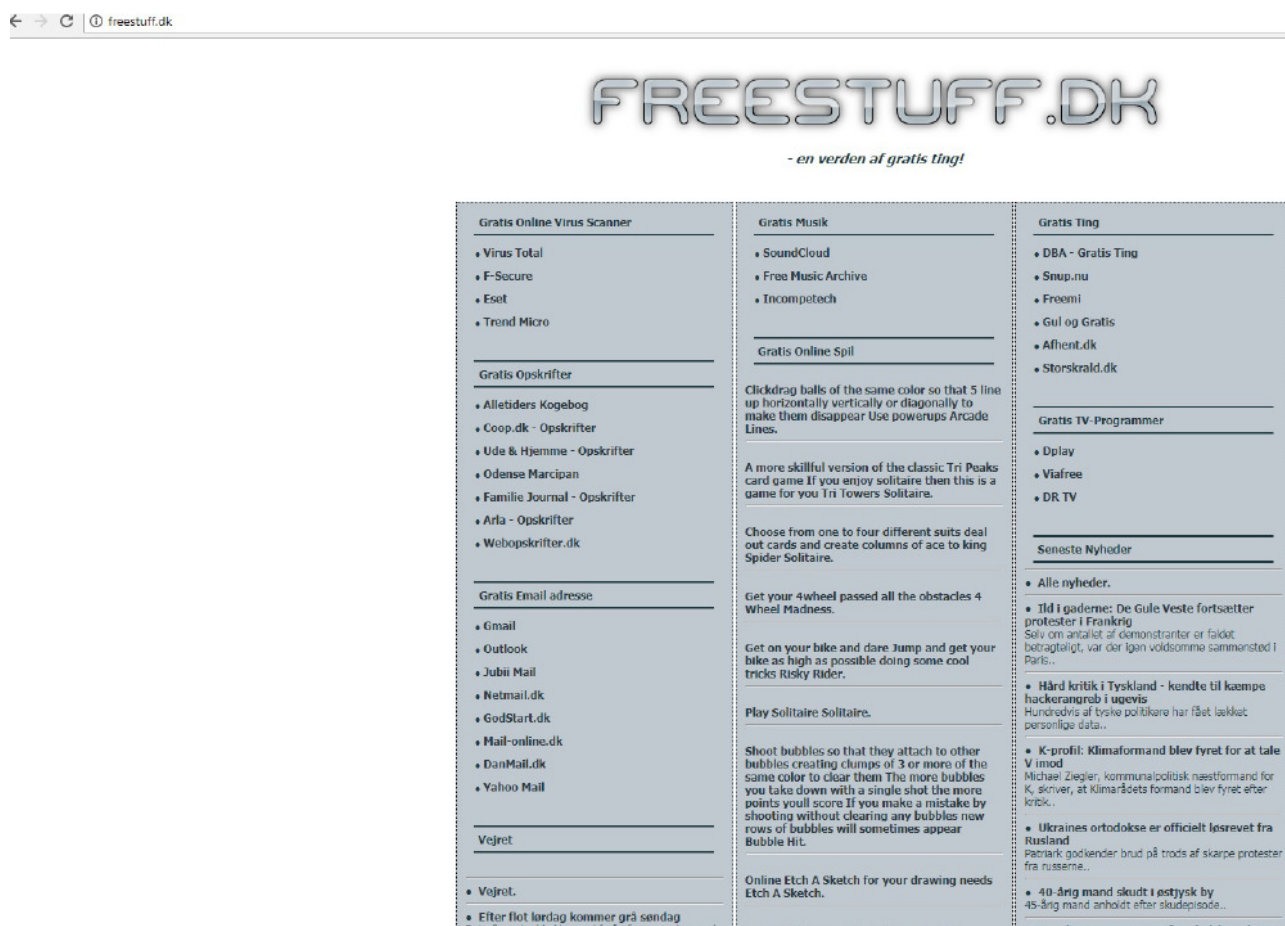 freestuff.dk
FREESTUFF.DK
- en verden af gratis ting!
Gratis Online Virus Scanner
• Virus Total
• F-Secure
• Eset
• Trend Micro
Gratis Opskrifter
• Alletiders Kogebog
• Coop.dk - Opskrifter
• Ude & Hjemme - Opskrifter
• Odense Marcipan
• Familie Journal - Opskrifter
• Arla - Opskrifter
• Webopskrifter.dk
Gratis Email adresse
• Gmail
• Outlook
• Jubii Mail
• Netmail.dk
• GodStart.dk
• Mail-online.dk
• DanMail.dk
• Yahoo Mail
Vejret
• Vejret.
• Efter flot lørdag kommer grå søndag
Gratis Musik
• SoundCloud
• Free Music Archive
• Incompetech
Gratis Online Spil
Clickdrag balls of the same color so that 5 line
up horizontally vertically or diagonally to
make them disappear Use powerups Arcade
Lines.
A more skillful version of the classic Tri Peaks
card game If you enjoy solitaire then this is a
game for you Tri Towers Solitaire.
Choose from one to four different suits deal
out cards and create columns of ace to king
Spider Solitaire.
Get your 4wheel passed all the obstacles 4
Wheel Madness.
Get on your bike and dare Jump and get your
bike as high as possible doing some cool
tricks Risky Rider.
Play Solitaire Solitaire.
Shoot bubbles so that they attach to other
bubbles creating clumps of 3 or more of the
same color to clear them The more bubbles
you take down with a single shot the more
points youll score If you make a mistake by
shooting without clearing any bubbles new
rows of bubbles will sometimes appear
Bubble Hit.
Online Etch A Sketch for your drawing needs
Etch A Sketch.
Gratis Ting
• DBA - Gratis Ting
• Snup.nu
• Freemi
• Gul og Gratis
• Afhent.dk
• Storskrald.dk
Gratis TV-Programmer
• Dplay
• Viafree
• DR TV
Seneste Nyheder
• Alle nyheder.
• Ild i gaderne: De Gule Veste fortsætter
protester i Frankrig
Selv om antallet af demonstranter er faldet
betragteligt, var der igen voldsomme sammenstød i
Paris..
• Hård kritik i Tyskland - kendte til kæmpe
hackerangreb i ugevis
Hundredvis af tyske politikere har fået lækket
personlige data..
• K-profil: Klimaformand blev fyret for at tale
V imod
Michael Ziegler, kommunalpolitisk næstformand for
K, skriver, at Klimarådets formand blev fyret efter
kritik..
• Ukraines ortodokse er officielt løsrevet fra
Rusland
Patriark godkender brud på trods af skarpe protester
fra russerne..
• 40-årig mand skudt i østjysk by
45-årig mand anholdt efter skudepisode..